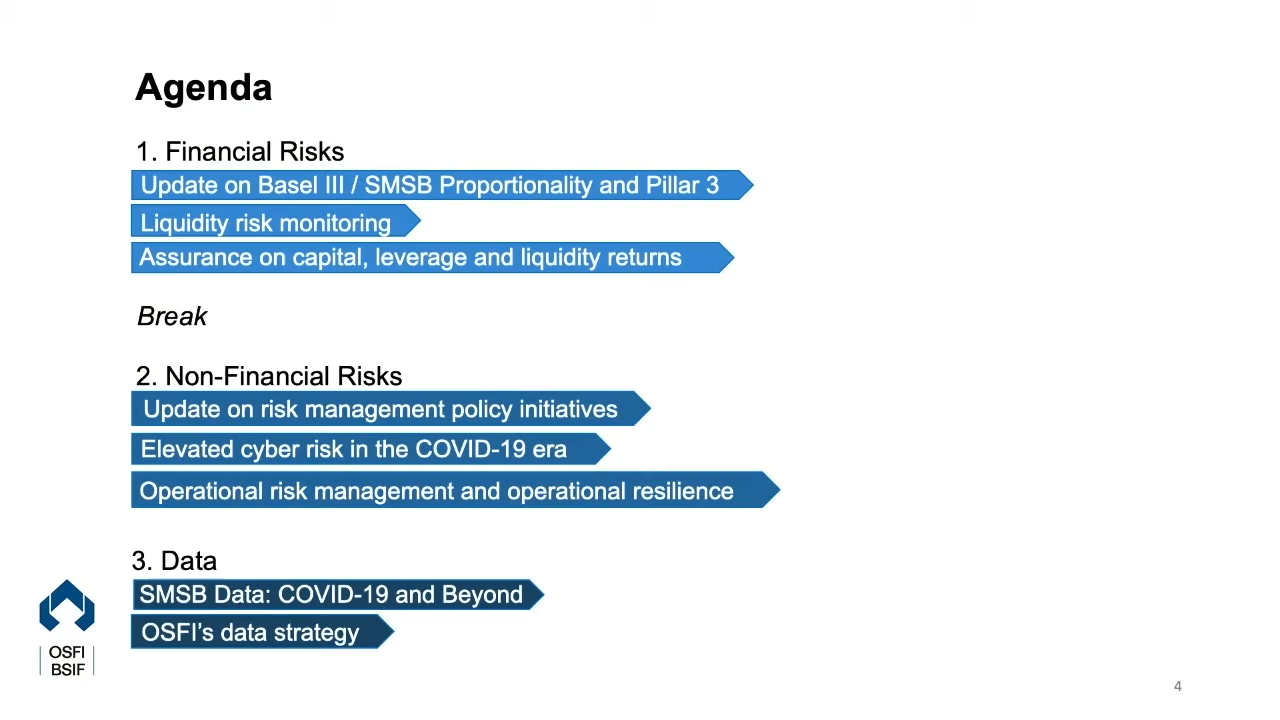 Agenda
1. Financial Risks
Update on Basel III / SMSB Proportionality and Pillar 3
Liquidity risk monitoring
Assurance on capital, leverage and liquidity returns
Break
2. Non-Financial Risks
Update on risk management policy initiatives
Elevated cyber risk in the COVID-19 era
Operational risk management and operational resilience
3. Data
SMSB Data: COVID-19 and Beyond
OSFI’s data strategy
OSFI
BSIF
4